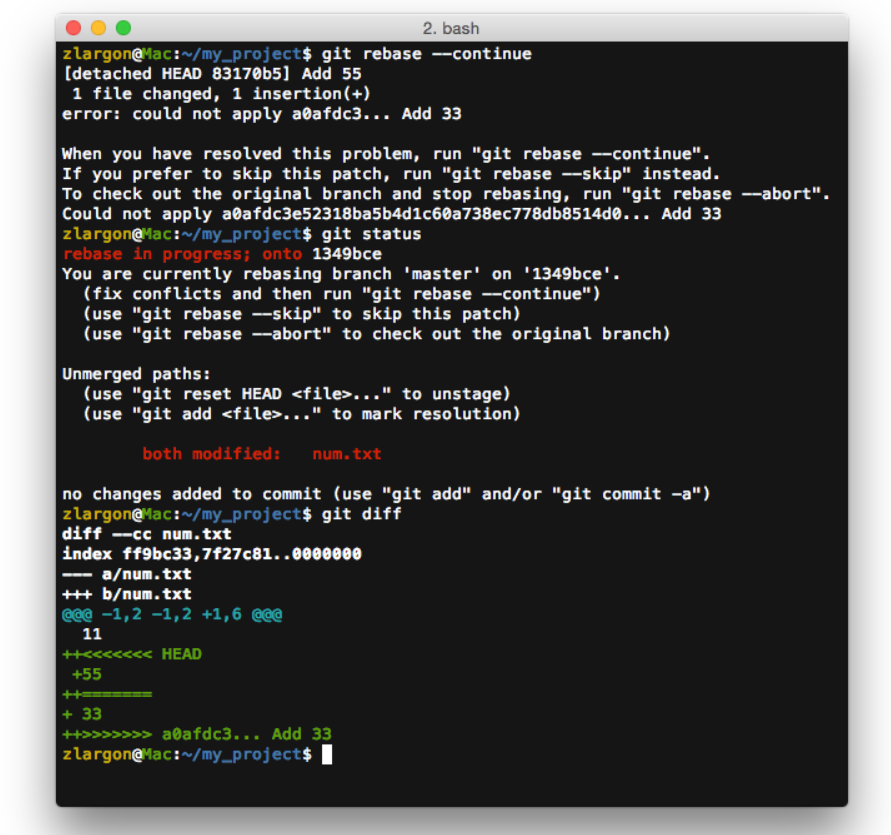 2. bash
zlargon@Mac:~/my_project$ git rebase --continue
[detached HEAD 83170b5] Add 55
 1 file changed, 1 insertion(+)
error: could not apply a0afdc3... Add 33

When you have resolved this problem, run "git rebase --continue".
If you prefer to skip this patch, run "git rebase --skip" instead.
To check out the original branch and stop rebasing, run "git rebase --abort".
Could not apply a0afdc3e52318ba5b4d1c60a738ec778db8514d0... Add 33
zlargon@Mac:~/my_project$ git status
rebase in progress; onto 1349bce
You are currently rebasing branch 'master' on '1349bce'.
  (fix conflicts and then run "git rebase --continue")
  (use "git rebase --skip" to skip this patch)
  (use "git rebase --abort" to check out the original branch)

Unmerged paths:
  (use "git reset HEAD <file>..." to unstage)
  (use "git add <file>..." to mark resolution)

        both modified:   num.txt

no changes added to commit (use "git add" and/or "git commit -a")
zlargon@Mac:~/my_project$ git diff
diff --cc num.txt
index ff9bc33,7f27c81..0000000
--- a/num.txt
+++ b/num.txt
@@@ -1,2 -1,2 +1,6 @@@
  11
++<<<<<<< HEAD
 +55
++=======
+ 33
++>>>>>>> a0afdc3... Add 33
zlargon@Mac:~/my_project$